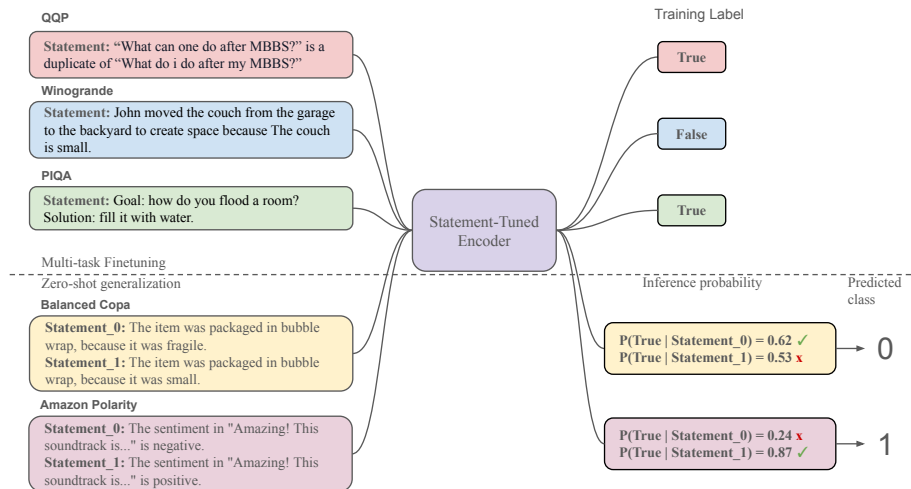 QQP
Training Label
Statement: “What can one do after MBBS?” is a
duplicate of “What do i do after my MBBS?”
True
Winogrande
Statement: John moved the couch from the garage
to the backyard to create space because The couch
is small.
False
PIQA
Statement: Goal: how do you flood a room?
Solution: fill it with water.
True
Statement-Tuned
Encoder
Multi-task Finetuning
Zero-shot generalization
Inference probability
Predicted
class
Balanced Copa
Statement_0: The item was packaged in bubble
wrap, because it was fragile.
Statement_1: The item was packaged in bubble
wrap, because it was small.
P(True | Statement_0) = 0.62 ✓
P(True | Statement_1) = 0.53 x
0
Amazon Polarity
Statement_0: The sentiment in "Amazing! This
soundtrack is..." is negative.
Statement_1: The sentiment in "Amazing! This
soundtrack is..." is positive.
P(True | Statement_0) = 0.24 x
P(True | Statement_1) = 0.87 ✓
1